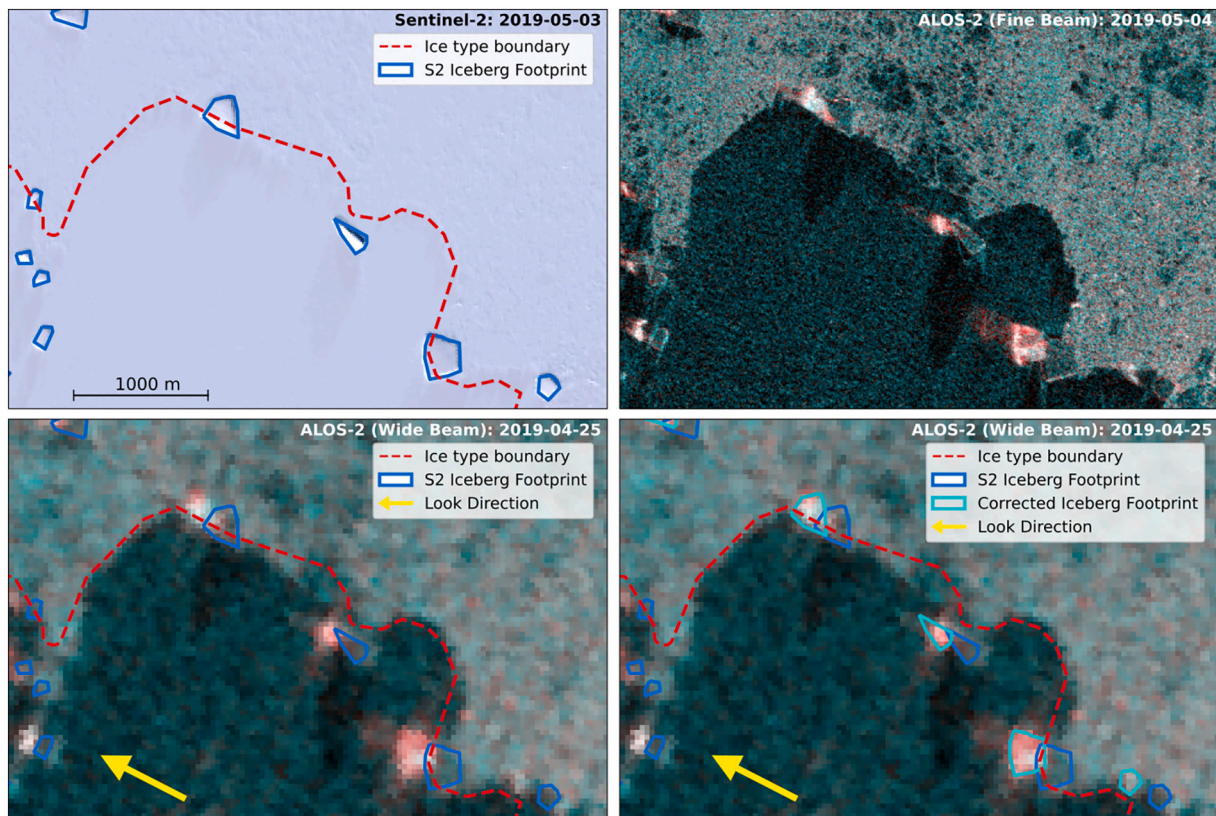 Sentinel-2: 2019-05-03
Ice type boundary
S2 Iceberg Footprint
1000 m
ALOS-2 (Fine Beam): 2019-05-04
ALOS-2 (Wide Beam): 2019-04-25
Ice type boundary
S2 Iceberg Footprint
Look Direction
ALOS-2 (Wide Beam): 2019-04-25
Ice type boundary
S2 Iceberg Footprint
Corrected Iceberg Footprint
Look Direction